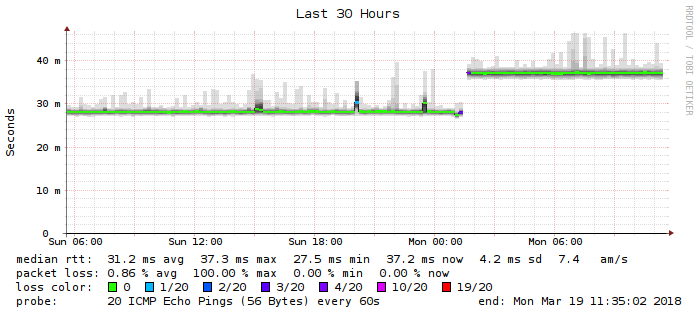 Last 30 Hours
RRDTOOL / TOBI OETIKER
Seconds
40 m
30 m
20 m
10 m
0
Sun 06:00 Sun 12:00 Sun 18:00 Mon 00:00 Mon 06:00
median rtt: 31.2 ms avg 37.3 ms max 27.5 ms min 37.2 ms now 4.2 ms sd 7.4 am/s
packet loss: 0.86 % avg 100.00 % max 0.00 % min 0.00 % now
loss color: 0 1/20 2/20 3/20 4/20 10/20 19/20
probe: 20 ICMP Echo Pings (56 Bytes) every 60s end: Mon Mar 19 11:35:02 2018